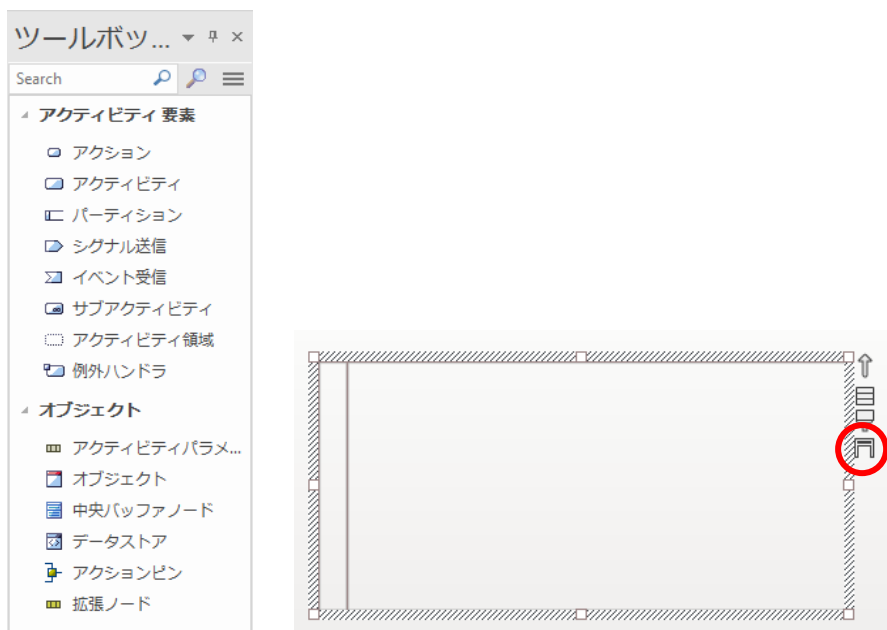 ツールボッ...
Search
アクティビティ 要素
アクション
アクティビティ
パーティション
シグナル送信
イベント受信
サブアクティビティ
アクティビティ領域
例外ハンドラ
オブジェクト
アクティビティパラメ...
オブジェクト
中央バッファノード
データストア
アクションピン
拡張ノード